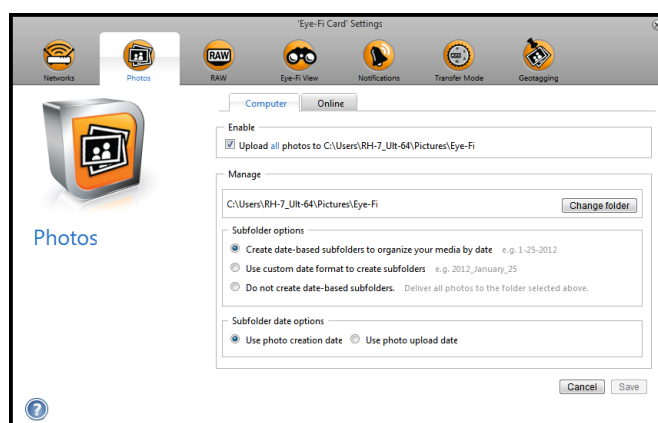 'Eye-Fi Card' Settings
Networks Photos RAW RAW Eye-Fi View Notifications AUTO Transfer Mode Geotagging
Computer Online
Enable
Upload all photos to C:\Users\RH-7_Ult-64\Pictures\Eye-Fi
Manage
C:\Users\RH-7_Ult-64\Pictures\Eye-Fi Change folder
Photos
Subfolder options
Create date-based subfolders to organize your media by date e.g. 1-25-2012
Use custom date format to create subfolders e.g. 2012_January_25
Do not create date-based subfolders. Deliver all photos to the folder selected above.
Subfolder date options
Use photo creation date Use photo upload date
Cancel Save
?